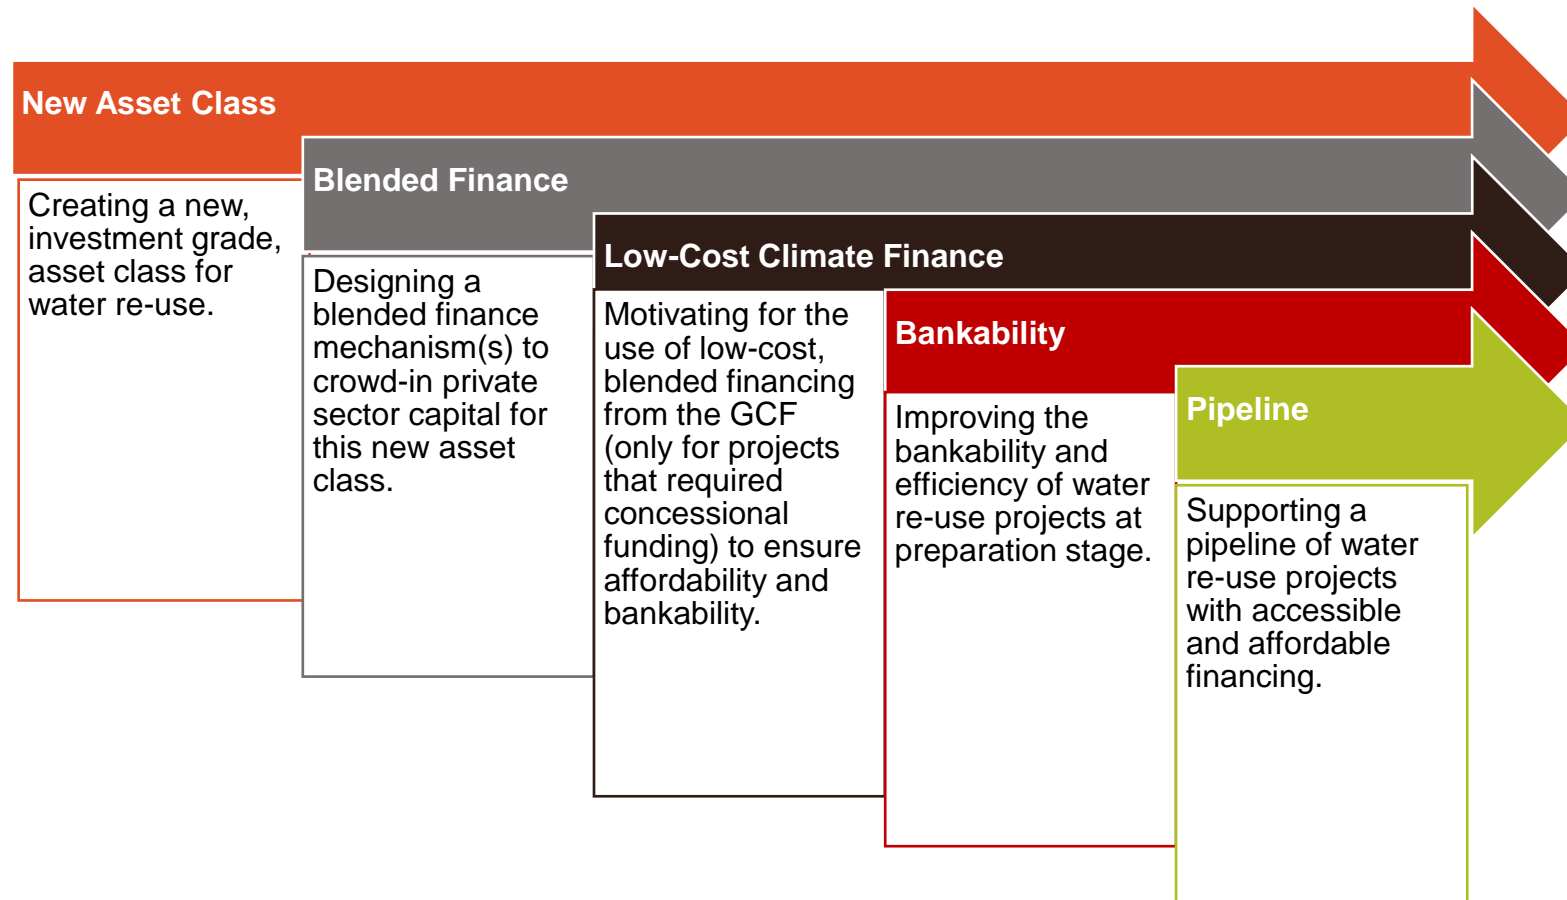 New Asset Class
Creating a new,
investment grade,
asset class for
water re-use.
Blended Finance
Designing a
blended finance
mechanism(s) to
crowd-in private
sector capital for
this new asset
class.
Low-Cost Climate Finance
Motivating for the
use of low-cost,
blended financing
from the GCF
(only for projects
that required
concessional
funding) to ensure
affordability and
bankability.
Bankability
Improving the
bankability and
efficiency of water
re-use projects at
preparation stage.
Pipeline
Supporting a
pipeline of water
re-use projects
with accessible
and affordable
financing.